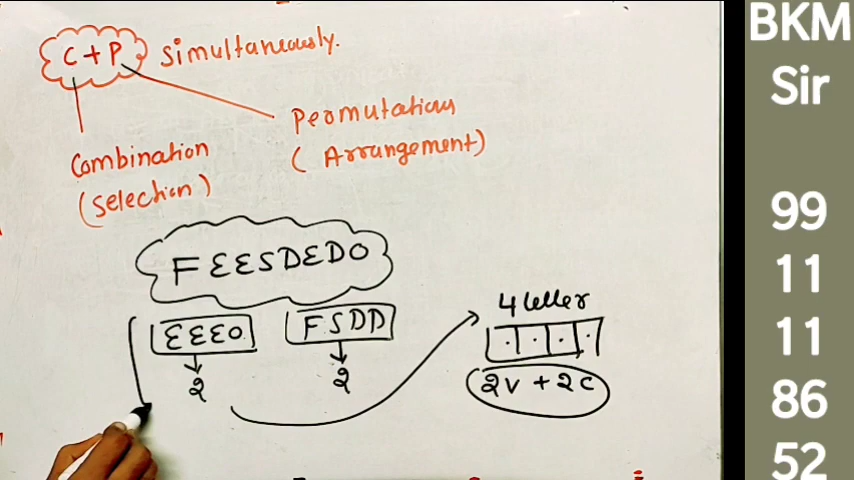 C + P simultaneously.
Combination
(Selection)
Permutation
(Arrangement)
FEESDEDO
EEEO
FSDD
2
2
4 letter
2V + 2C
BKM
Sir
99
11
11
86
52